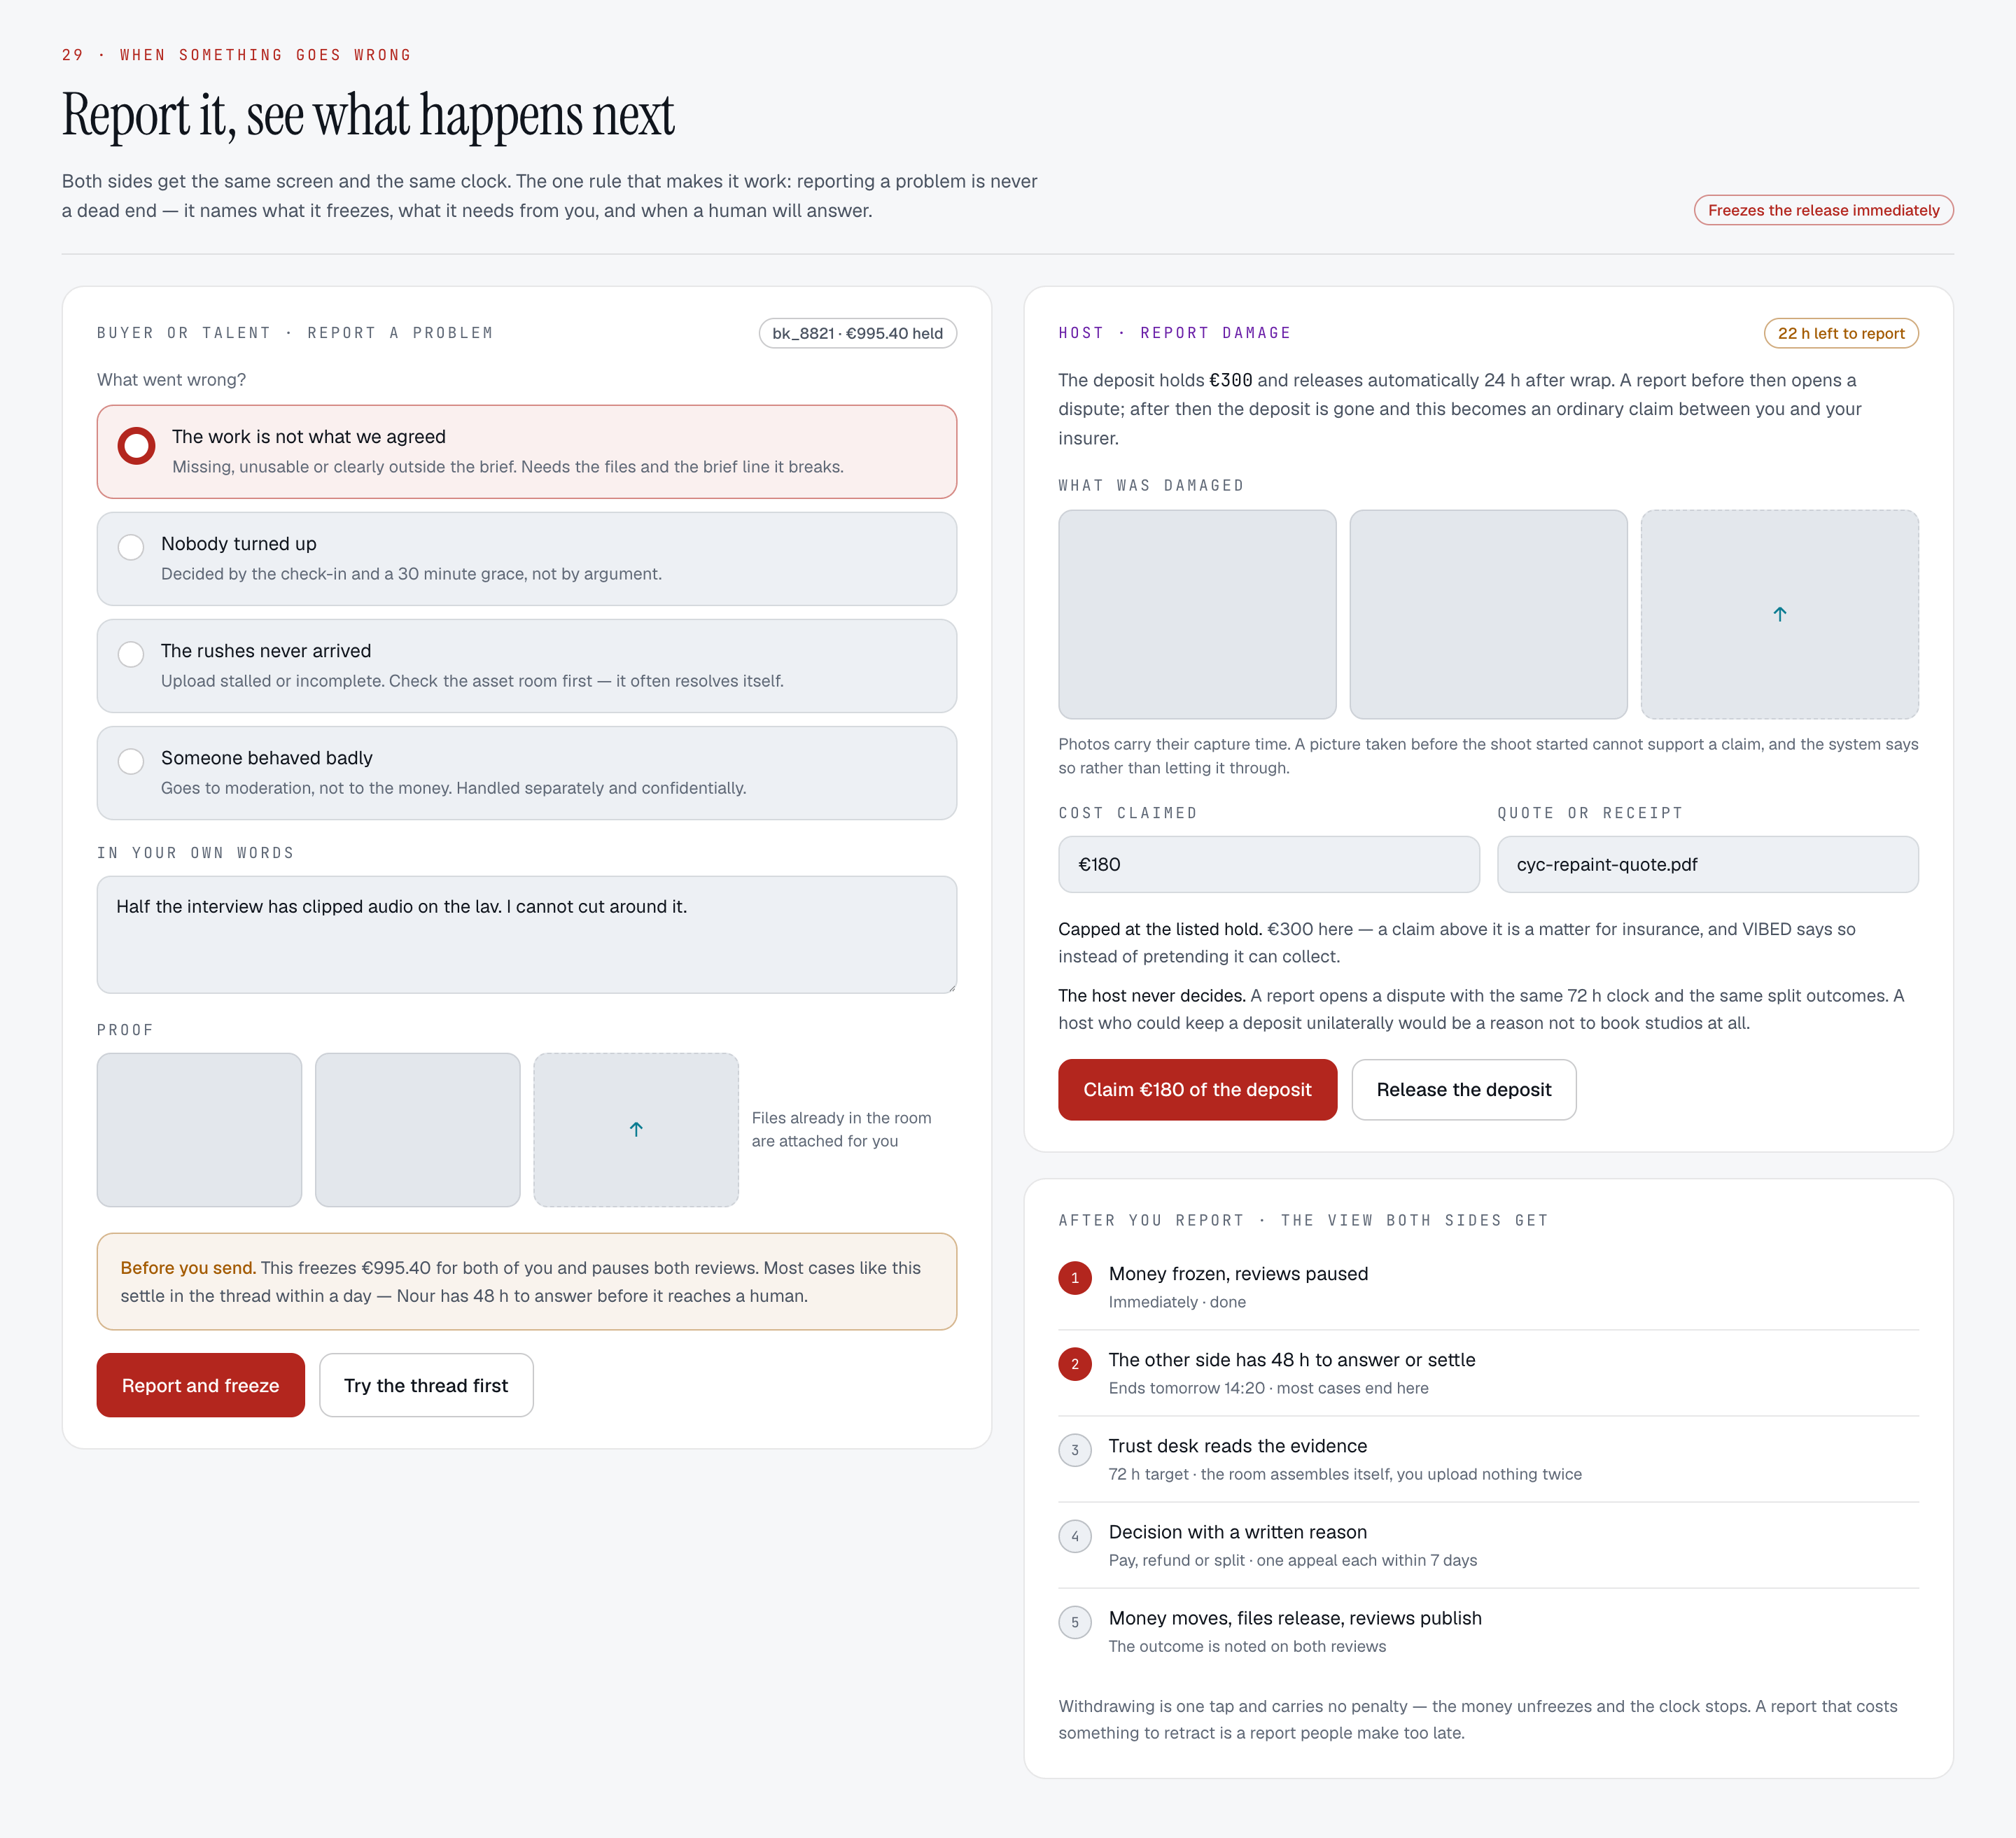 29 · WHEN SOMETHING GOES WRONG
Report it, see what happens next
Both sides get the same screen and the same clock. The one rule that makes it work: reporting a problem is never
a dead end — it names what it freezes, what it needs from you, and when a human will answer.
Freezes the release immediately
BUYER OR TALENT · REPORT A PROBLEM
bk_8821 · €995.40 held
What went wrong?
The work is not what we agreed
Missing, unusable or clearly outside the brief. Needs the files and the brief line it breaks.
Nobody turned up
Decided by the check-in and a 30 minute grace, not by argument.
The rushes never arrived
Upload stalled or incomplete. Check the asset room first — it often resolves itself.
Someone behaved badly
Goes to moderation, not to the money. Handled separately and confidentially.
IN YOUR OWN WORDS
Half the interview has clipped audio on the lav. I cannot cut around it.
PROOF
↑
Files already in the room
are attached for you
Before you send. This freezes €995.40 for both of you and pauses both reviews. Most cases like this
settle in the thread within a day — Nour has 48 h to answer before it reaches a human.
Report and freeze
Try the thread first
HOST · REPORT DAMAGE
22 h left to report
The deposit holds €300 and releases automatically 24 h after wrap. A report before then opens a
dispute; after then the deposit is gone and this becomes an ordinary claim between you and your
insurer.
WHAT WAS DAMAGED
↑
Photos carry their capture time. A picture taken before the shoot started cannot support a claim, and the system says
so rather than letting it through.
COST CLAIMED
€180
QUOTE OR RECEIPT
cyc-repaint-quote.pdf
Capped at the listed hold. €300 here — a claim above it is a matter for insurance, and VIBED says so
instead of pretending it can collect.
The host never decides. A report opens a dispute with the same 72 h clock and the same split outcomes. A
host who could keep a deposit unilaterally would be a reason not to book studios at all.
Claim €180 of the deposit
Release the deposit
AFTER YOU REPORT · THE VIEW BOTH SIDES GET
1
Money frozen, reviews paused
Immediately · done
2
The other side has 48 h to answer or settle
Ends tomorrow 14:20 · most cases end here
3
Trust desk reads the evidence
72 h target · the room assembles itself, you upload nothing twice
4
Decision with a written reason
Pay, refund or split · one appeal each within 7 days
5
Money moves, files release, reviews publish
The outcome is noted on both reviews
Withdrawing is one tap and carries no penalty — the money unfreezes and the clock stops. A report that costs
something to retract is a report people make too late.